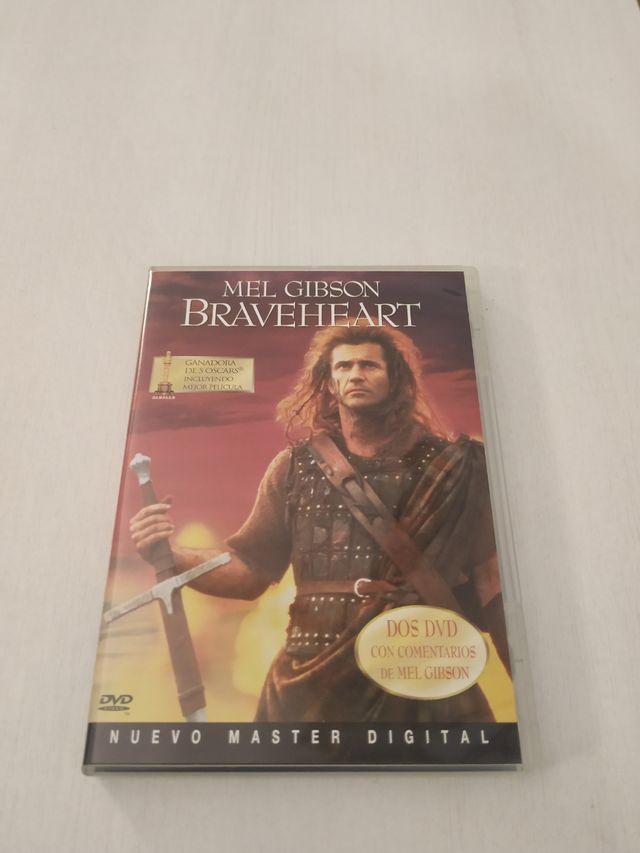 MEL GIBSON
BRAVEHEART
GANADORA
DE 5 OSCARS®
INCLUYENDO
MEJOR PELÍCULA
DOS DVD
CON COMENTARIOS
DE MEL GIBSON
DVD
VIDEO
NUEVO MASTER DIGITAL